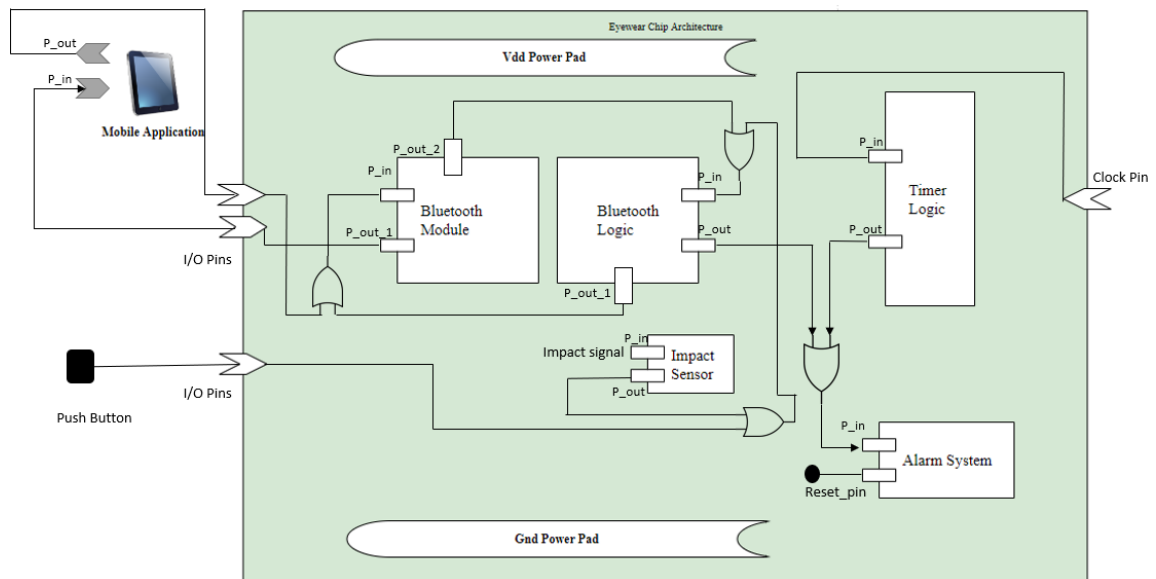 Eyewear Chip Architecture
P_out
Vdd Power Pad
P_in
Mobile Application
P_out_2
P_in
P_in
P_in
Clock Pin
Bluetooth
Module
Bluetooth
Logic
Timer
Logic
P_out_1
P_out
P_out
I/O Pins
P_out_1
P_in
Impact signal
Impact
Sensor
P_out
I/O Pins
Push Button
P_in
Alarm System
Reset_pin
Gnd Power Pad